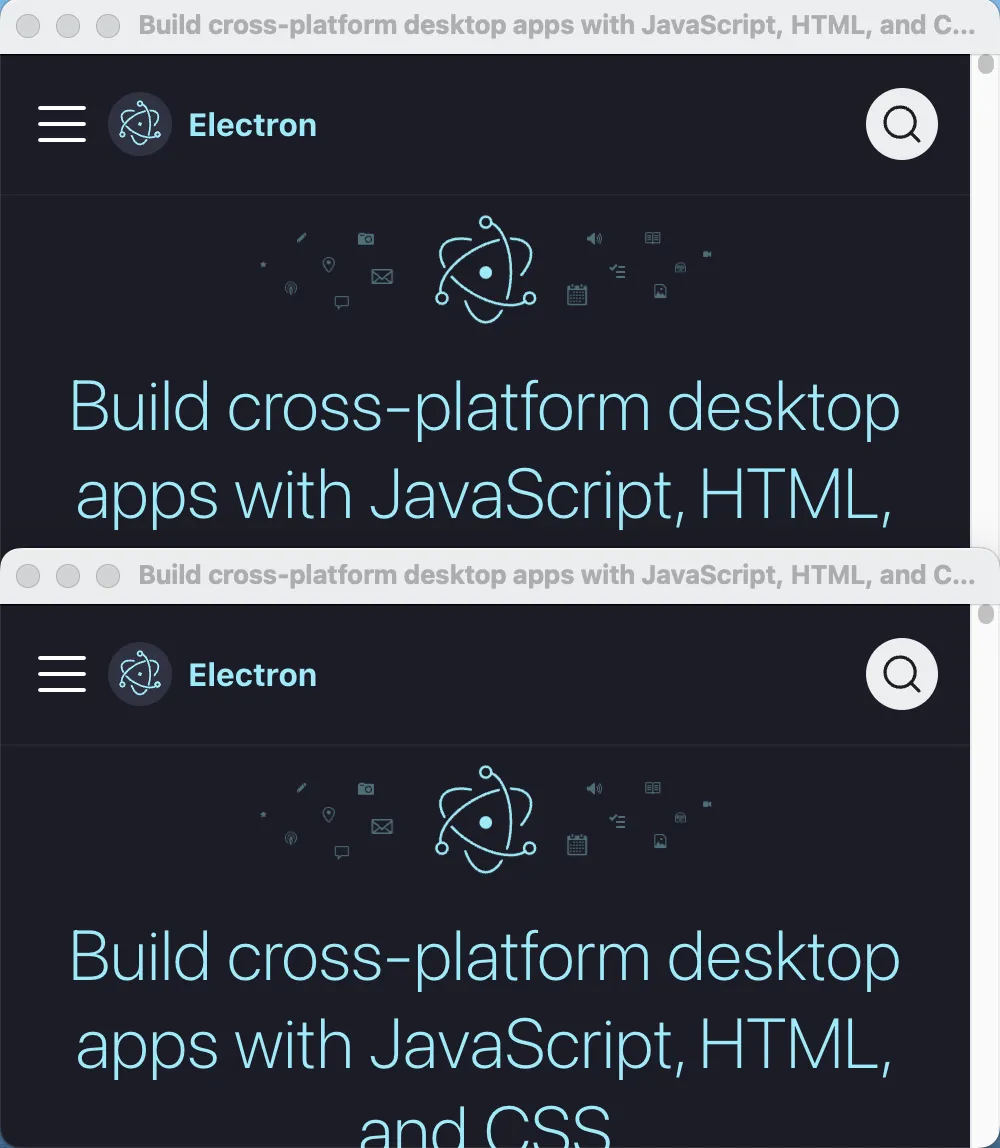 Build cross-platform desktop apps with JavaScript, HTML, and C...
Electron
Build cross-platform desktop
apps with JavaScript, HTML,
Build cross-platform desktop apps with JavaScript, HTML, and C...
Electron
Build cross-platform desktop
apps with JavaScript, HTML,
and CSS